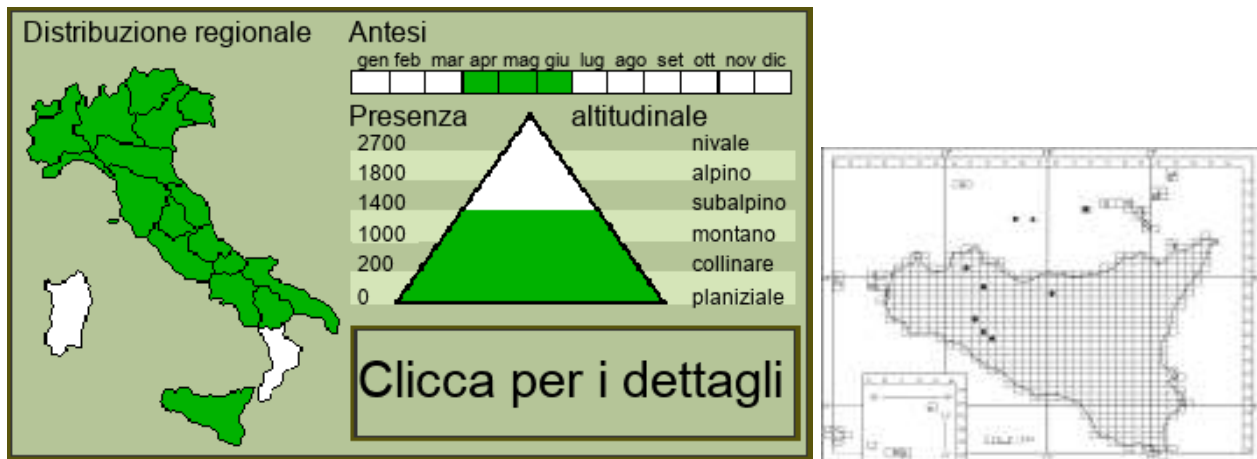 Distribuzione regionale
Antesi
gen feb mar apr mag giu lug ago set ott nov dic
Presenza altitudinale
2700 nivale
1800 alpino
1400 subalpino
1000 montano
200 collinare
0 planiziale
Clicca per i dettagli